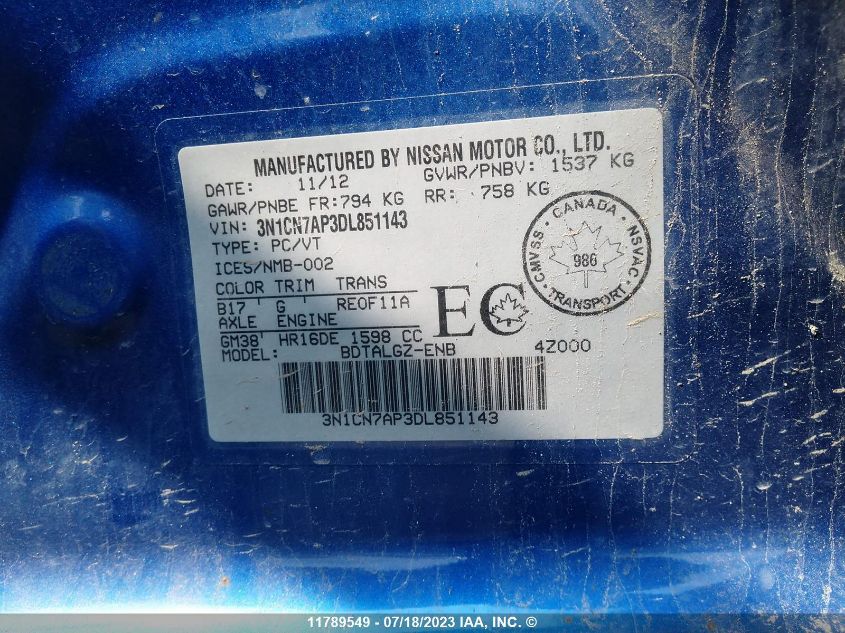 MANUFACTURED BY NISSAN MOTOR CO., LTD.
DATE: 11/12 GVWR/PNBV: 1537 KG
GAWR/PNBE FR:794 KG RR: 758 KG
VIN: 3N1CN7AP3DL851143
TYPE: PC/VT
ICES/NMB-002
COLOR TRIM TRANS
B17 ' G ' REOF11A
AXLE ENGINE
GM38' HR16DE 1598 CC
MODEL: BDTALGZ-ENB 4Z000
EC
CANADA
CMVSS NSVAC
986
TRANSPORT
3N1CN7AP3DL851143
11789549 - 07/18/2023 IAA, INC. ©